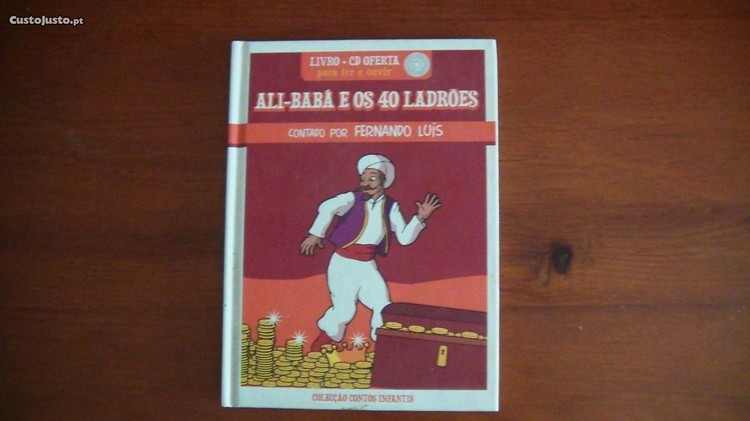 CustoJusto.pt
LIVRO + CD OFERTA
para ler e ouvir
ALI-BABÁ E OS 40 LADRÕES
CONTADO POR FERNANDO LUÍS
COLECÇÃO CONTOS INFANTIS